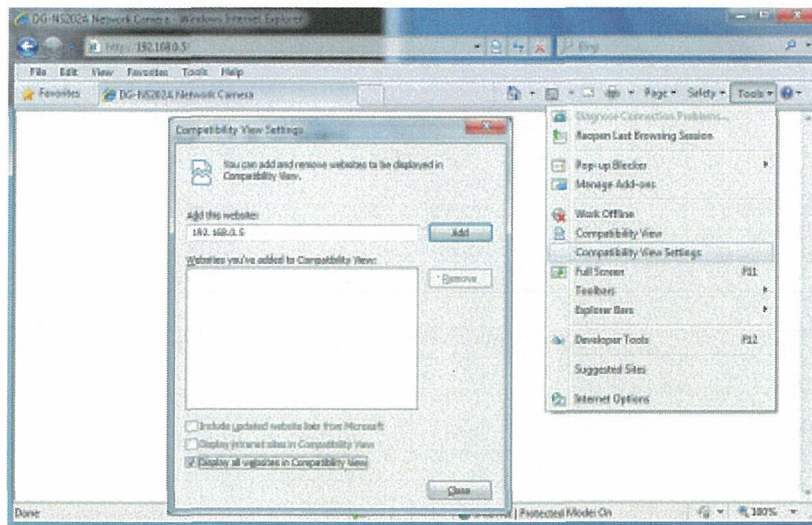 DG-NS202A Network Camera - Windows Internet Explorer
http://192.168.0.5/
Bing
File Edit View Favorites Tools Help
Favorites DG-NS202A Network Camera
Page Safety Tools
Compatibility View Settings
You can add and remove websites to be displayed in
Compatibility View.
Add this website:
192.168.0.5
Add
Websites you've added to Compatibility View:
Remove
Include updated website lists from Microsoft
Display intranet sites in Compatibility View
Display all websites in Compatibility View
Close
Diagnose Connection Problems...
Reopen Last Browsing Session
Pop-up Blocker
Manage Add-ons
Work Offline
Compatibility View
Compatibility View Settings
Full Screen F11
Toolbars
Explorer Bars
Developer Tools F12
Suggested Sites
Internet Options
Done
| Protected Mode: On
100%